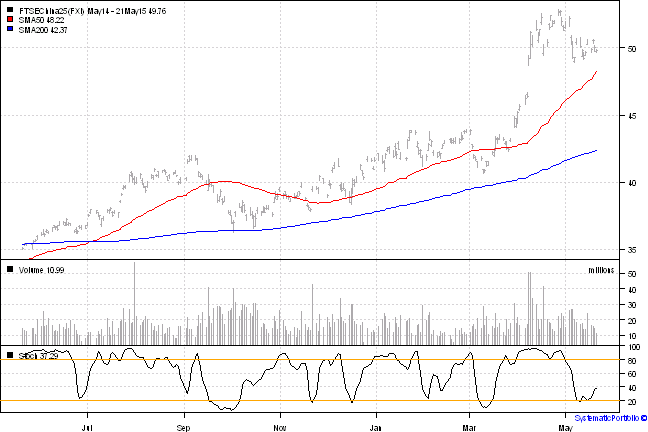 FTSEChina25(FXI) May14 - 21May15 49.76
SMA50 48.22
SMA200 42.37
50
45
40
35
Volume 10.99
millions
50
40
30
20
10
Stoch 37.29
100
80
60
40
20
Jul Sep Nov Jan Mar May
SystematicPortfolio ©